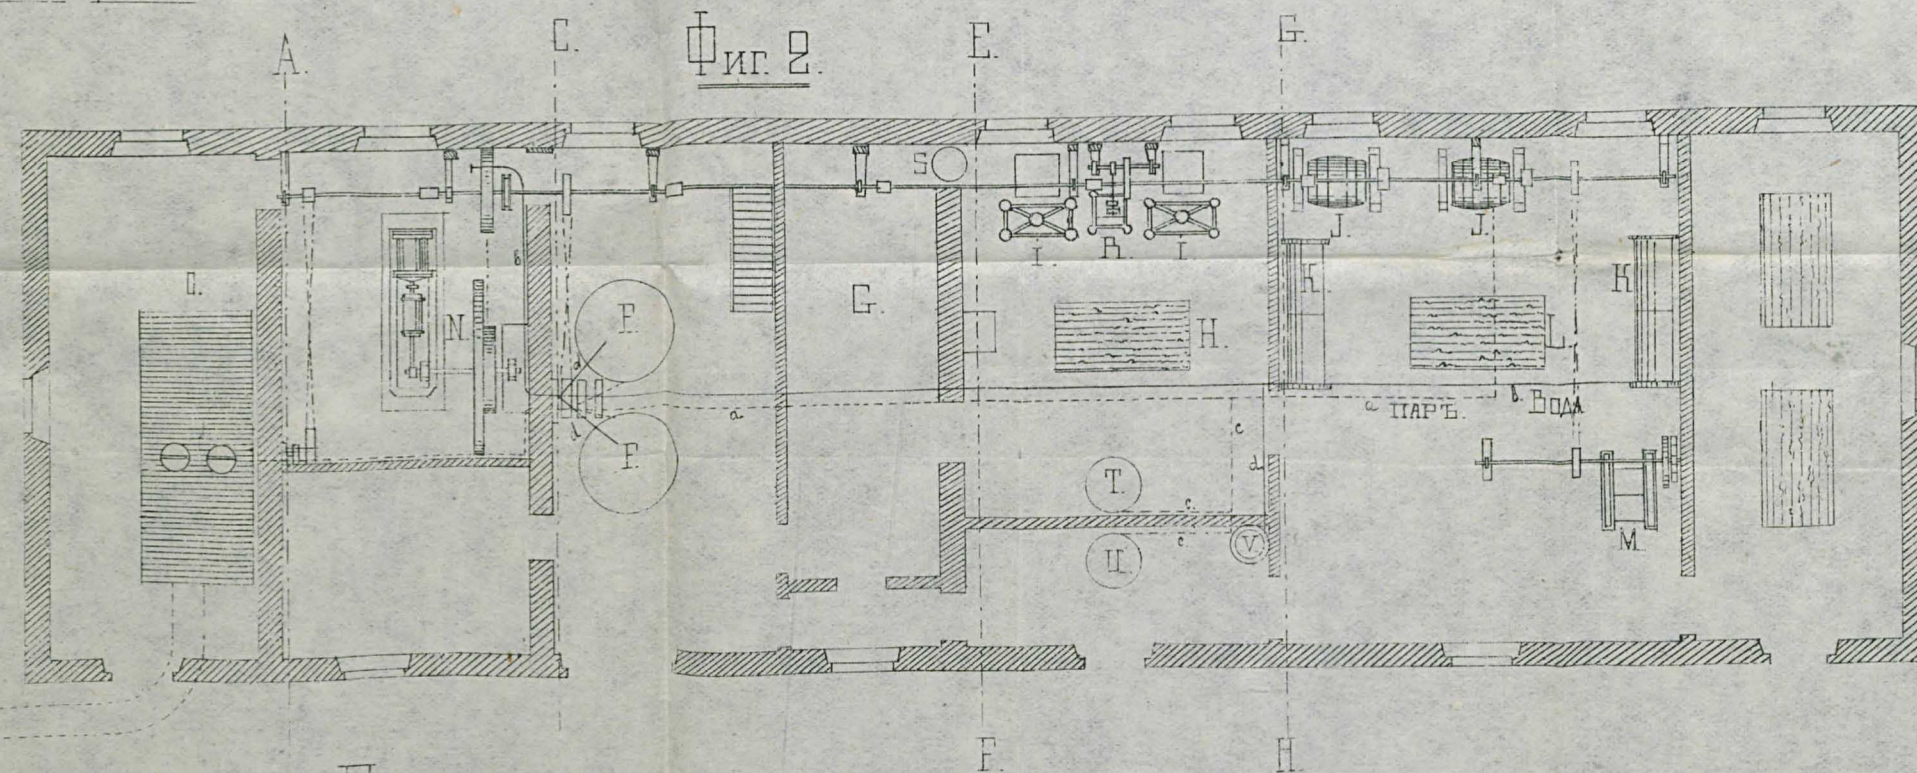 A.
C.
Фиг. 2.
E.
G.
S
J.
J.
I.
I.
K.
K
G.
H.
L.
N.
P.
P.
a
a
d
b
a
ПАРЪ.
b. Вода
c
d
T.
c.
c.
Ц.
V.
M.
F.
H.